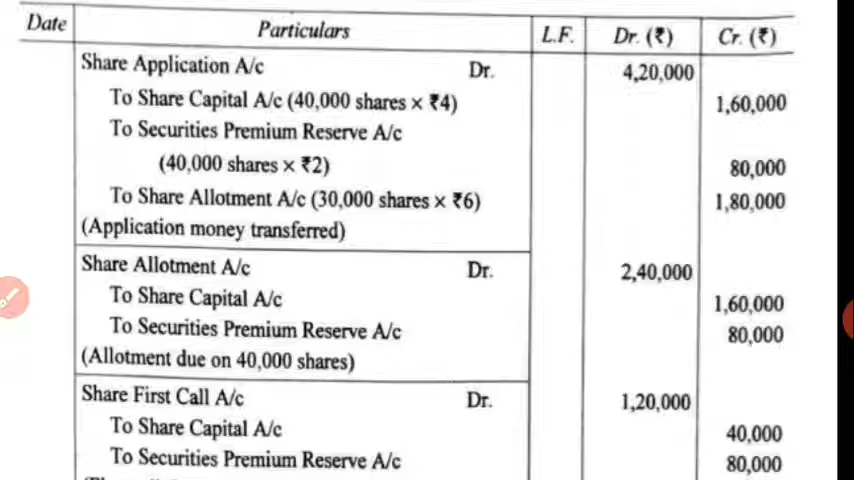 Date Particulars L.F. Dr. (₹) Cr. (₹)
Share Application A/c Dr. 4,20,000
To Share Capital A/c (40,000 shares × ₹4) 1,60,000
To Securities Premium Reserve A/c
(40,000 shares × ₹2) 80,000
To Share Allotment A/c (30,000 shares × ₹6) 1,80,000
(Application money transferred)
Share Allotment A/c Dr. 2,40,000
To Share Capital A/c 1,60,000
To Securities Premium Reserve A/c 80,000
(Allotment due on 40,000 shares)
Share First Call A/c Dr. 1,20,000
To Share Capital A/c 40,000
To Securities Premium Reserve A/c 80,000